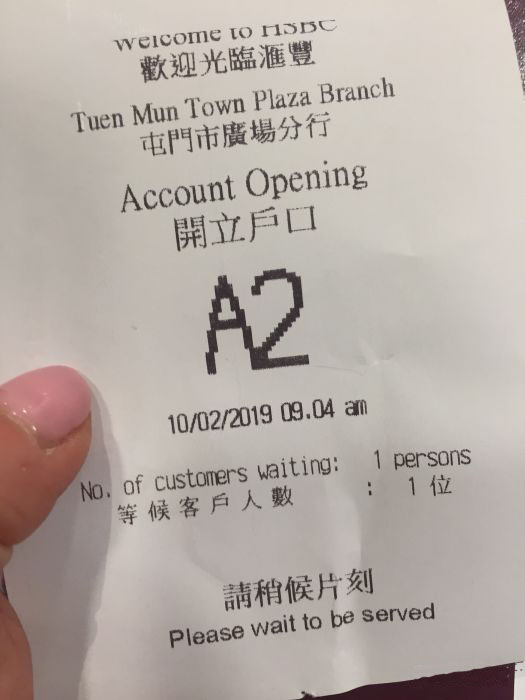 Welcome to HSBC
歡迎光臨滙豐
Tuen Mun Town Plaza Branch
屯門市廣場分行
Account Opening
開立戶口
A2
10/02/2019 09.04 am
No. of customers waiting: 1 persons
等候客戶人數 : 1 位
請稍候片刻
Please wait to be served